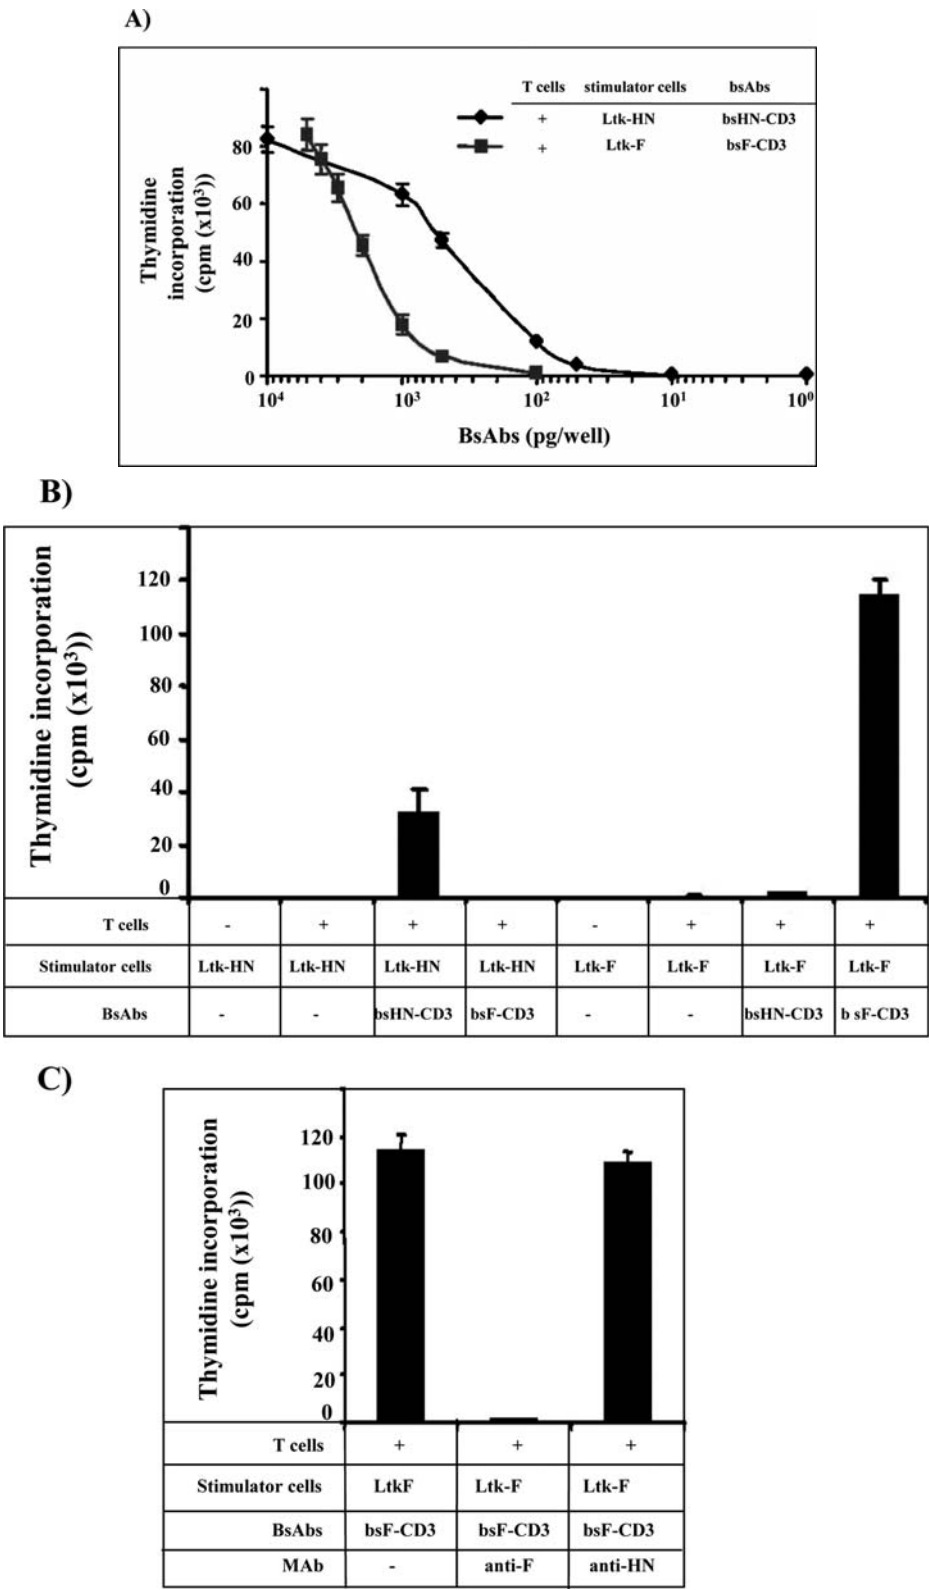 A)
T cells stimulator cells bsAbs
+ Ltk-HN bsHN-CD3
+ Ltk-F bsF-CD3
Thymidine
incorporation
(cpm (x10³))
80
60
40
20
0
10⁴ 10³ 10² 10¹ 10⁰
BsAbs (pg/well)
B)
Thymidine incorporation
(cpm (x10³))
120
100
80
60
40
20
0
T cells - + + + - + + +
Stimulator cells Ltk-HN Ltk-HN Ltk-HN Ltk-HN Ltk-F Ltk-F Ltk-F Ltk-F
BsAbs - - bsHN-CD3 bsF-CD3 - - bsHN-CD3 b sF-CD3
C)
Thymidine incorporation
(cpm (x10³))
120
100
80
60
40
20
0
T cells + + +
Stimulator cells LtkF Ltk-F Ltk-F
BsAbs bsF-CD3 bsF-CD3 bsF-CD3
MAb - anti-F anti-HN